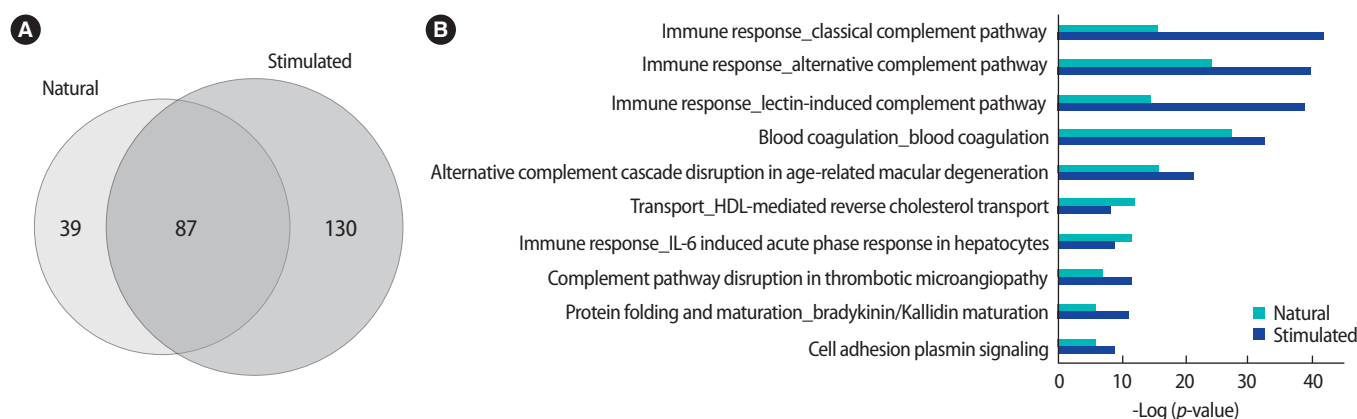 A
Natural
Stimulated
39
87
130
B
Immune response_classical complement pathway
Immune response_alternative complement pathway
Immune response_lectin-induced complement pathway
Blood coagulation_blood coagulation
Alternative complement cascade disruption in age-related macular degeneration
Transport_HDL-mediated reverse cholesterol transport
Immune response_IL-6 induced acute phase response in hepatocytes
Complement pathway disruption in thrombotic microangiopathy
Protein folding and maturation_bradykinin/Kallidin maturation
Cell adhesion plasmin signaling
Natural
Stimulated
0 10 20 30 40
-Log (p-value)